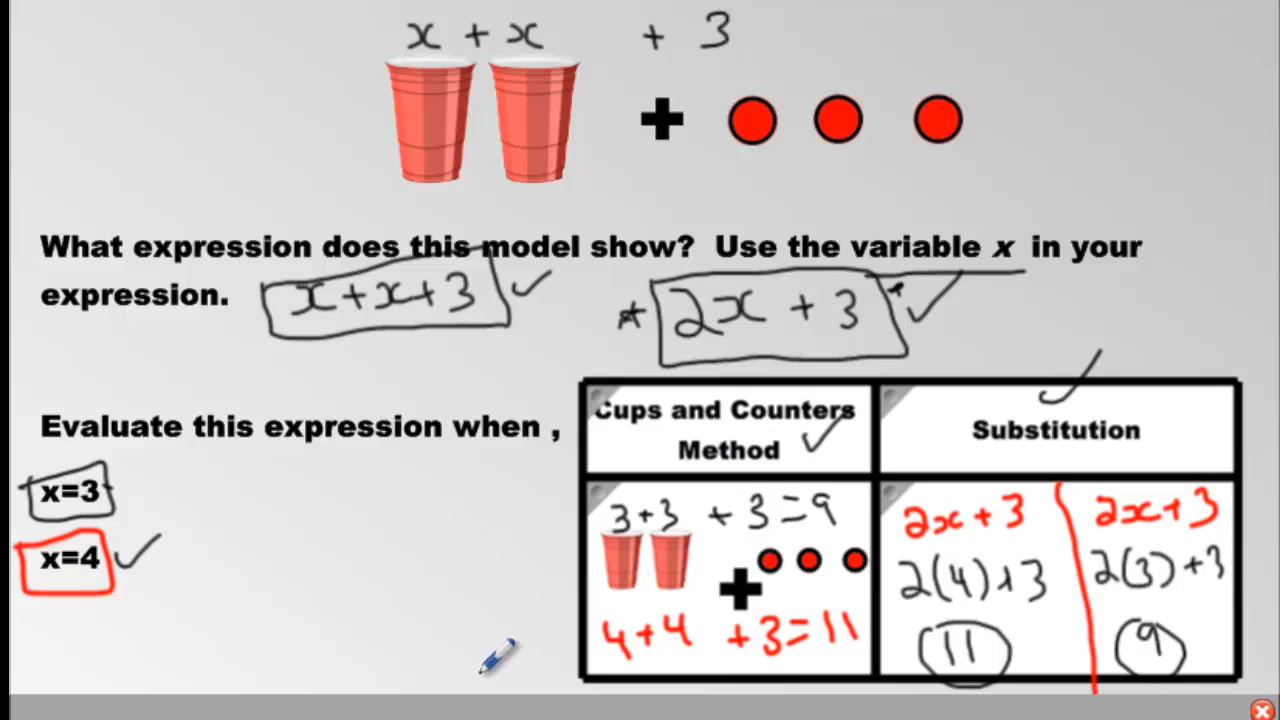 x + x + 3
What expression does this model show? Use the variable x in your
expression. x+x+3 2x + 3
Evaluate this expression when ,
x=3
x=4
Cups and Counters
Method
Substitution
3+3 + 3 = 9
4+4 +3=11
2x+3
2(4)+3
11
2x+3
2(3)+3
9